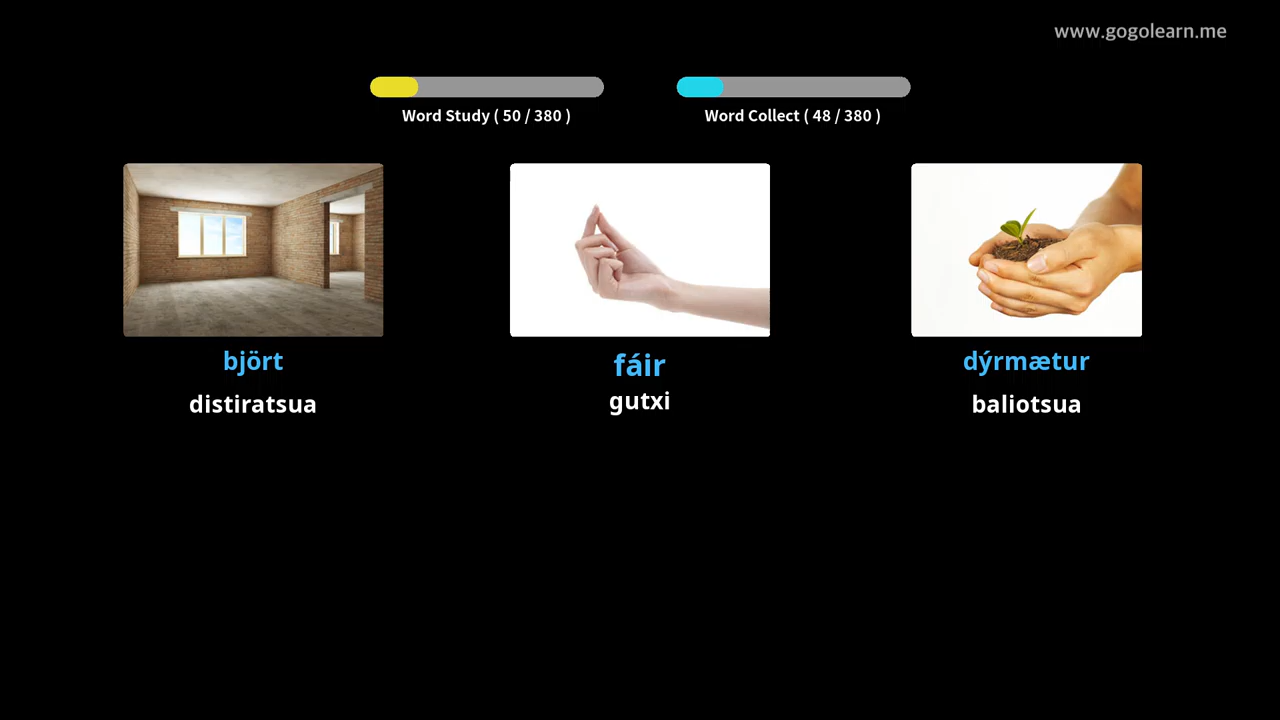 www.gogolearn.me
Word Study ( 50 / 380 )
Word Collect ( 48 / 380 )
björt
fáir
dýrmætur
distiratsua
gutxi
baliotsua